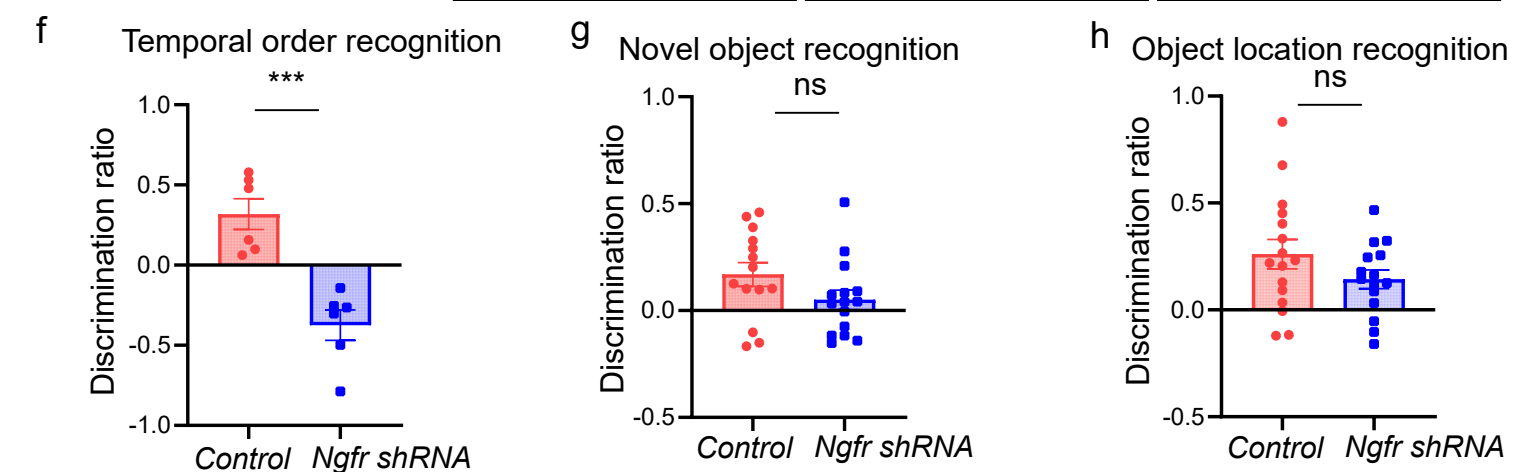 f
Temporal order recognition
***
Discrimination ratio
1.0
0.5
0.0
-0.5
-1.0
Control
Ngfr shRNA
g
Novel object recognition
ns
Discrimination ratio
1.0
0.5
0.0
-0.5
Control
Ngfr shRNA
h
Object location recognition
ns
Discrimination ratio
1.0
0.5
0.0
-0.5
Control
Ngfr shRNA